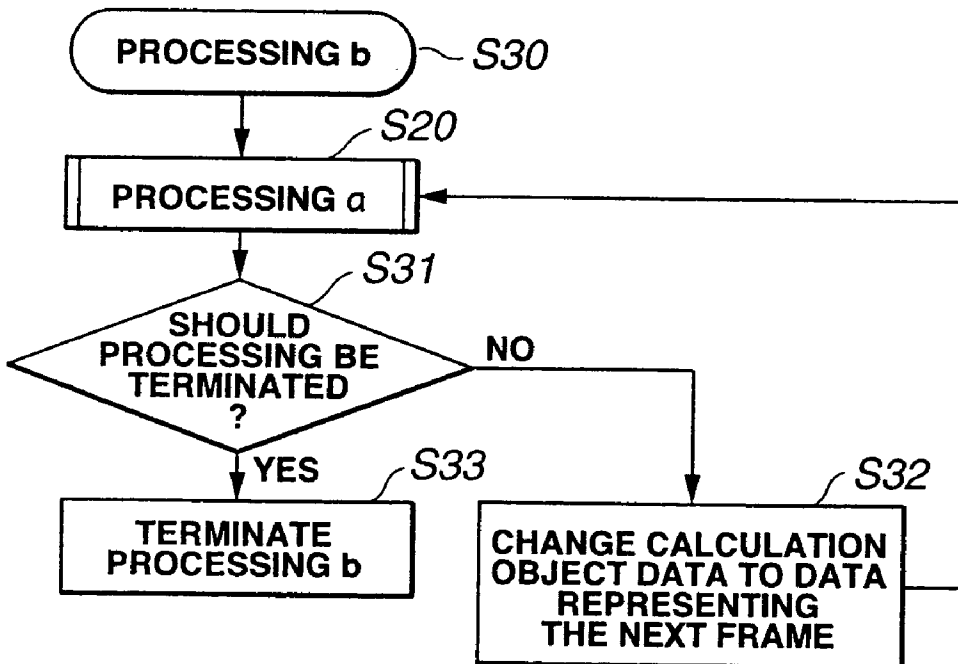 PROCESSING b
S30
S20
PROCESSING a
S31
SHOULD
PROCESSING BE
TERMINATED
?
NO
YES
S33
TERMINATE
PROCESSING b
S32
CHANGE CALCULATION
OBJECT DATA TO DATA
REPRESENTING
THE NEXT FRAME